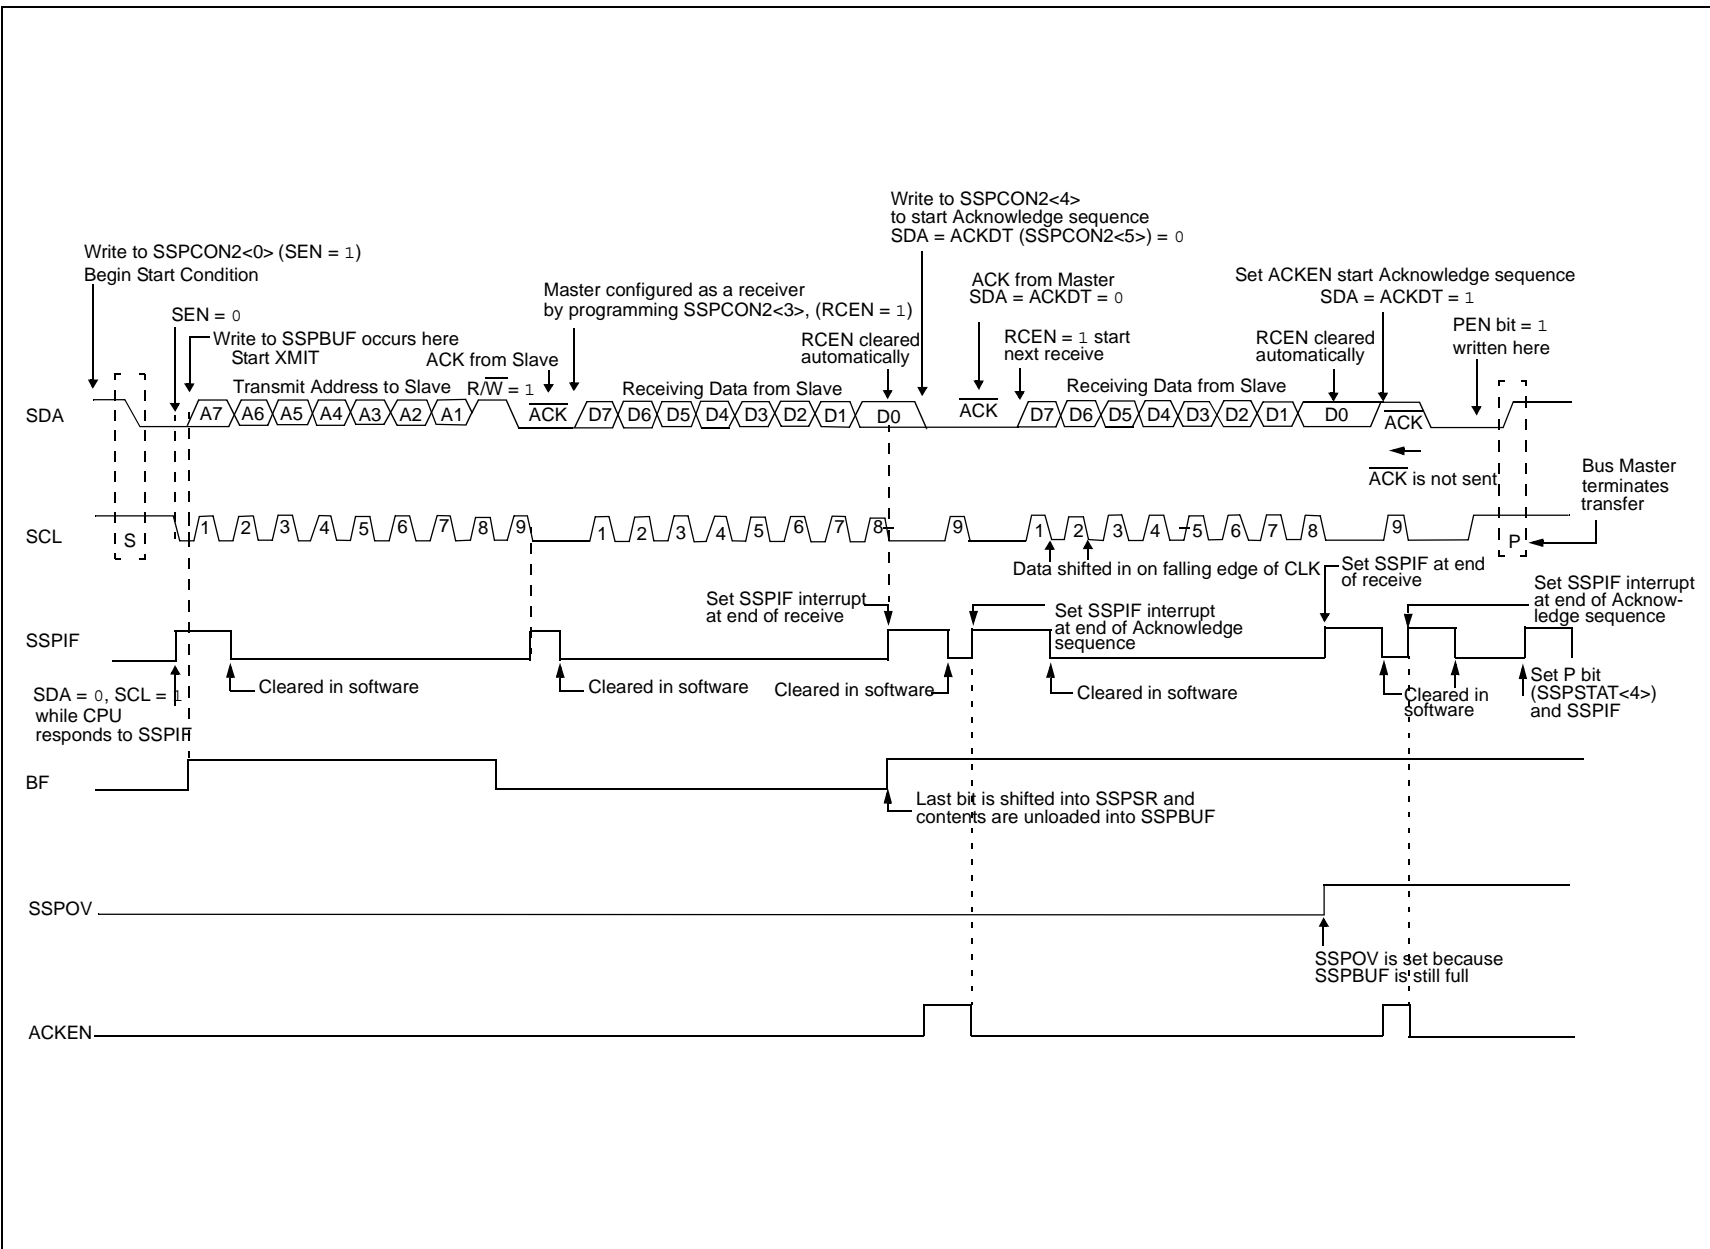 Write to SSPCON2<4>
to start Acknowledge sequence
SDA = ACKDT (SSPCON2<5>) = 0
Write to SSPCON2<0> (SEN = 1)
Begin Start Condition
ACK from Master
SDA = ACKDT = 0
Set ACKEN start Acknowledge sequence
SDA = ACKDT = 1
Master configured as a receiver
by programming SSPCON2<3>, (RCEN = 1)
SEN = 0
PEN bit = 1
written here
Write to SSPBUF occurs here
Start XMIT
RCEN cleared
automatically
RCEN = 1 start
next receive
RCEN cleared
automatically
ACK from Slave
Transmit Address to Slave
R/W = 1
Receiving Data from Slave
Receiving Data from Slave
SDA
A7 A6 A5 A4 A3 A2 A1 ACK D7 D6 D5 D4 D3 D2 D1 D0 ACK D7 D6 D5 D4 D3 D2 D1 D0 ACK
ACK is not sent
Bus Master
terminates
transfer
SCL
S 1 2 3 4 5 6 7 8 9 1 2 3 4 5 6 7 8 9 1 2 3 4 5 6 7 8 9 P
Data shifted in on falling edge of CLK
Set SSPIF at end
of receive
Set SSPIF interrupt
at end of receive
Set SSPIF interrupt
at end of Acknowledge
sequence
Set SSPIF interrupt
at end of Acknow-
ledge sequence
SSPIF
SDA = 0, SCL = 1
while CPU
responds to SSPIF
Cleared in software
Cleared in software
Cleared in software
Cleared in software
Cleared in
software
Set P bit
(SSPSTAT<4>)
and SSPIF
BF
Last bit is shifted into SSPSR and
contents are unloaded into SSPBUF
SSPOV
SSPOV is set because
SSPBUF is still full
ACKEN